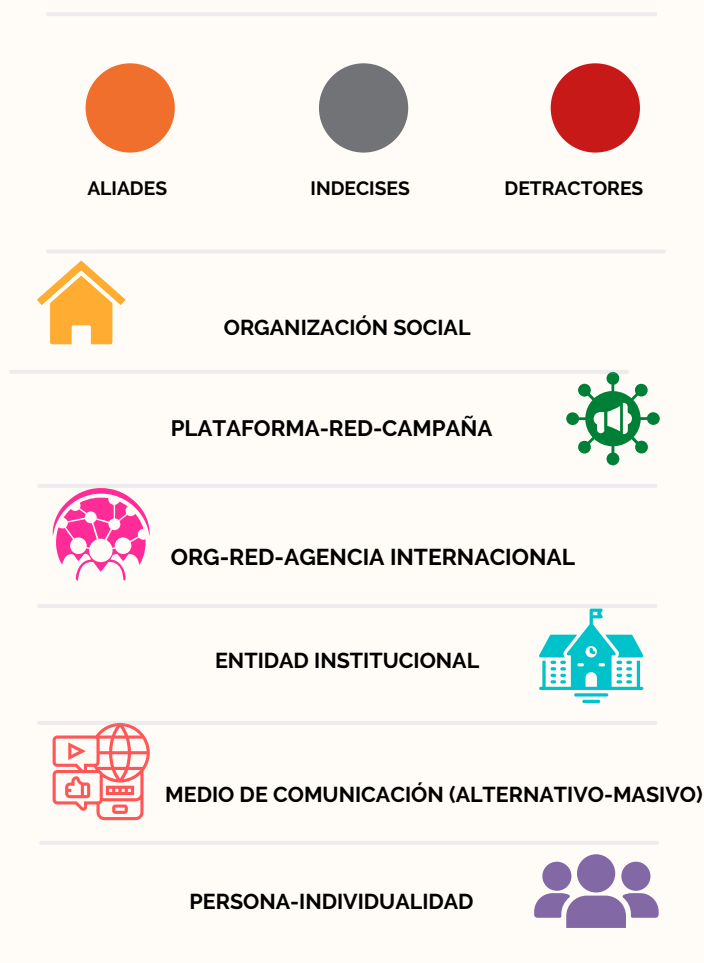 ALIADES
INDECISES
DETRACTORES
ORGANIZACIÓN SOCIAL
PLATAFORMA-RED-CAMPAÑA
ORG-RED-AGENCIA INTERNACIONAL
ENTIDAD INSTITUCIONAL
MEDIO DE COMUNICACIÓN (ALTERNATIVO-MASIVO)
PERSONA-INDIVIDUALIDAD